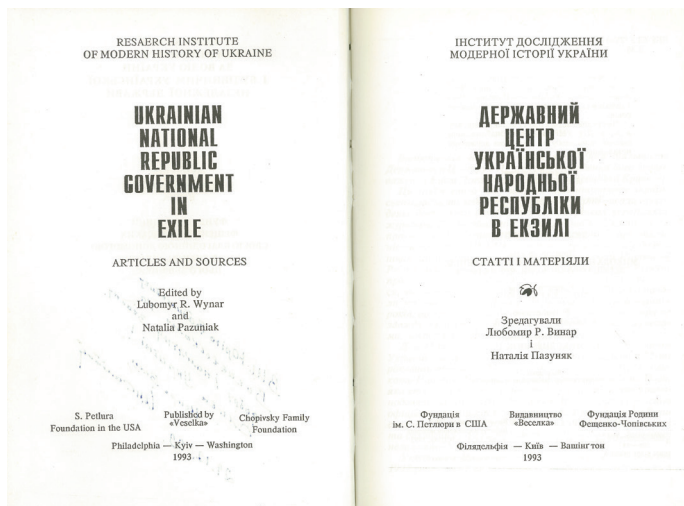 RESAERCH INSTITUTE
OF MODERN HISTORY OF UKRAINE
UKRAINIAN
NATIONAL
REPUBLIC
GOVERNMENT
IN
EXILE
ARTICLES AND SOURCES
Edited by
Lubomyr R. Wynar
and
Natalia Pazuniak
S. Petlura
Foundation in the USA
Published by
«Veselka»
Chopivsky Family
Foundation
Philadelphia — Kyiv — Washington
1993
ІНСТИТУТ ДОСЛІДЖЕННЯ
МОДЕРНОЇ ІСТОРІЇ УКРАЇНИ
ДЕРЖАВНИЙ
ЦЕНТР
УКРАЇНСЬКОЇ
НАРОДНЬОЇ
РЕСПУБЛІКИ
В ЕКЗИЛІ
СТАТТІ І МАТЕРІЯЛИ
Зредагували
Любомир Р. Винар
і
Наталія Пазуняк
Фундація
ім. С. Петлюри в США
Видавництво
«Веселка»
Фундація Родини
Фещенко-Чопівських
Філядельфія — Київ — Вашінгтон
1993